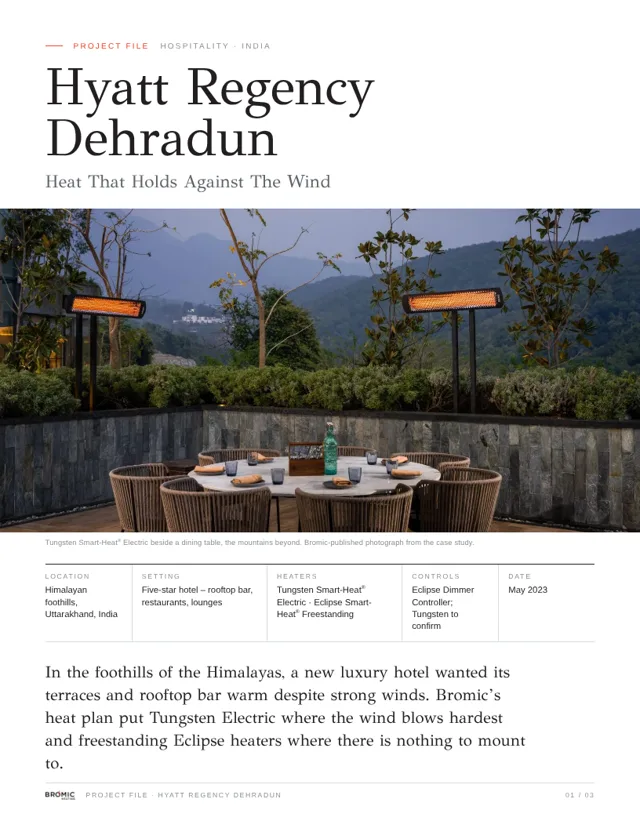 PROJECT FILE HOSPITALITY · INDIA
Hyatt Regency
Dehradun
Heat That Holds Against The Wind
Tungsten Smart-Heat® Electric beside a dining table, the mountains beyond. Bromic-published photograph from the case study.
LOCATION
Himalayan
foothills,
Uttarakhand, India
SETTING
Five-star hotel – rooftop bar,
restaurants, lounges
HEATERS
Tungsten Smart-Heat®
Electric · Eclipse Smart-
Heat® Freestanding
CONTROLS
Eclipse Dimmer
Controller;
Tungsten to
confirm
DATE
May 2023
In the foothills of the Himalayas, a new luxury hotel wanted its
terraces and rooftop bar warm despite strong winds. Bromic's
heat plan put Tungsten Electric where the wind blows hardest
and freestanding Eclipse heaters where there is nothing to mount
to.
BROMIC PROJECT FILE · HYATT REGENCY DEHRADUN 01 / 03